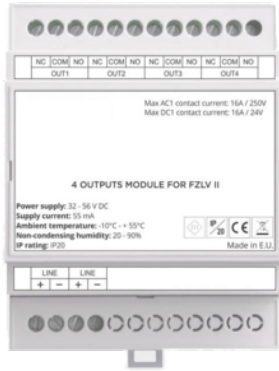 NC COM NO NC COM NO NC COM NO NC COM NO
OUT1 OUT2 OUT3 OUT4
Max AC1 contact current: 16A / 250V
Max DC1 contact current: 16A / 24V
4 OUTPUTS MODULE FOR FZLV II
Power supply: 32 - 56 V DC
Supply current: 55 mA
Ambient temperature: -10°C - + 55°C
Non-condensing humidity: 20 - 90%
IP rating: IP20
IP
20
CE
Made in E.U.
LINE LINE
+ − + −